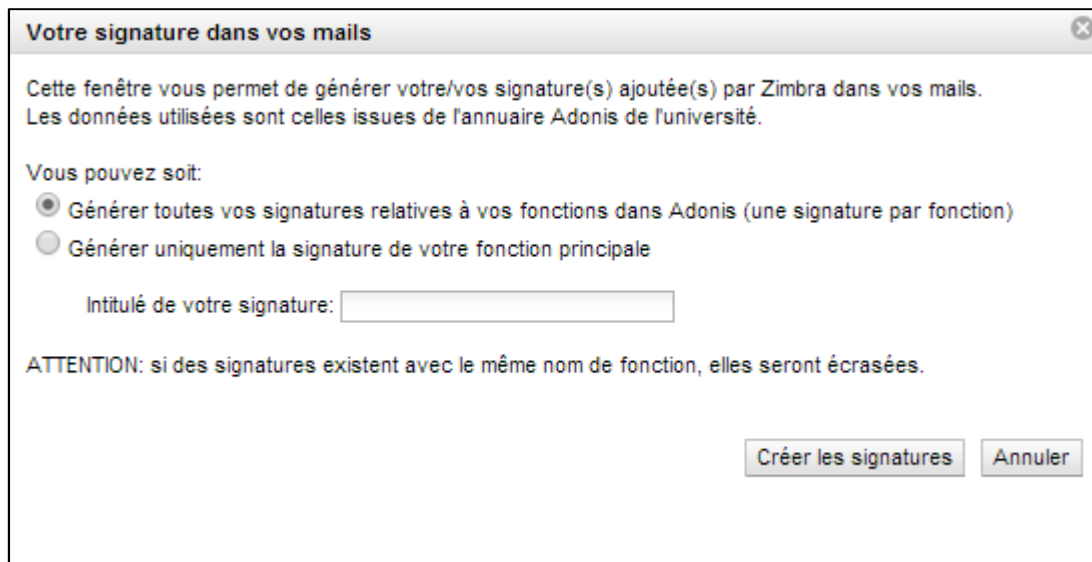 Votre signature dans vos mails
Cette fenêtre vous permet de générer votre/vos signature(s) ajoutée(s) par Zimbra dans vos mails.
Les données utilisées sont celles issues de l'annuaire Adonis de l'université.
Vous pouvez soit:
Générer toutes vos signatures relatives à vos fonctions dans Adonis (une signature par fonction)
Générer uniquement la signature de votre fonction principale
Intitulé de votre signature:
ATTENTION: si des signatures existent avec le même nom de fonction, elles seront écrasées.
Créer les signatures Annuler